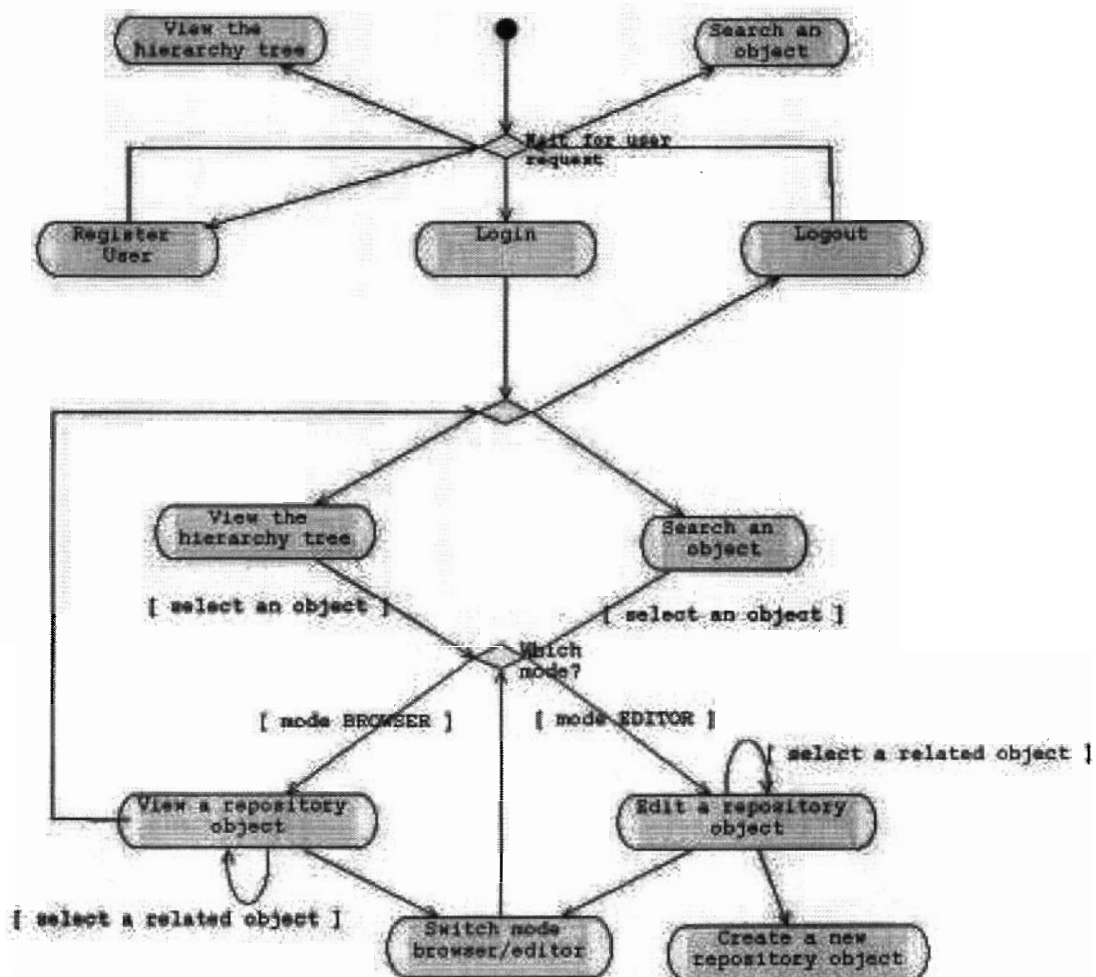 View the
hierarchy tree
Search an
object
Wait for user
request
Register
User
Login
Logout
View the
hierarchy tree
Search an
object
[ select an object ]
[ select an object ]
Which
mode?
[ mode BROWSER ]
[ mode EDITOR ]
[ select a related object ]
View a repository
object
Edit a repository
object
[ select a related object ]
Switch mode
browser/editor
Create a new
repository object